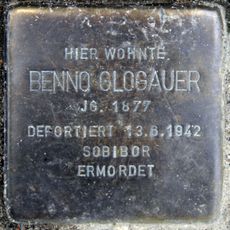 HIER WOHNTE
BENNO GLOGAUER
JG. 1877
DEPORTIERT 13.6.1942
SOBIBOR
ERMORDET